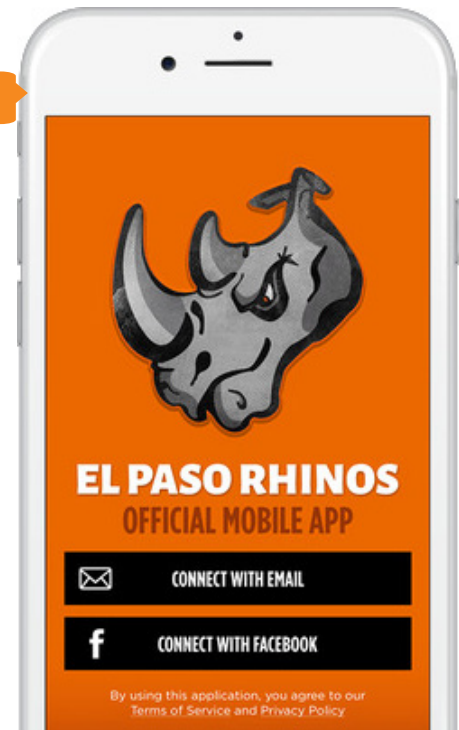 EL PASO RHINOS
OFFICIAL MOBILE APP
CONNECT WITH EMAIL
f CONNECT WITH FACEBOOK
By using this application, you agree to our
Terms of Service and Privacy Policy